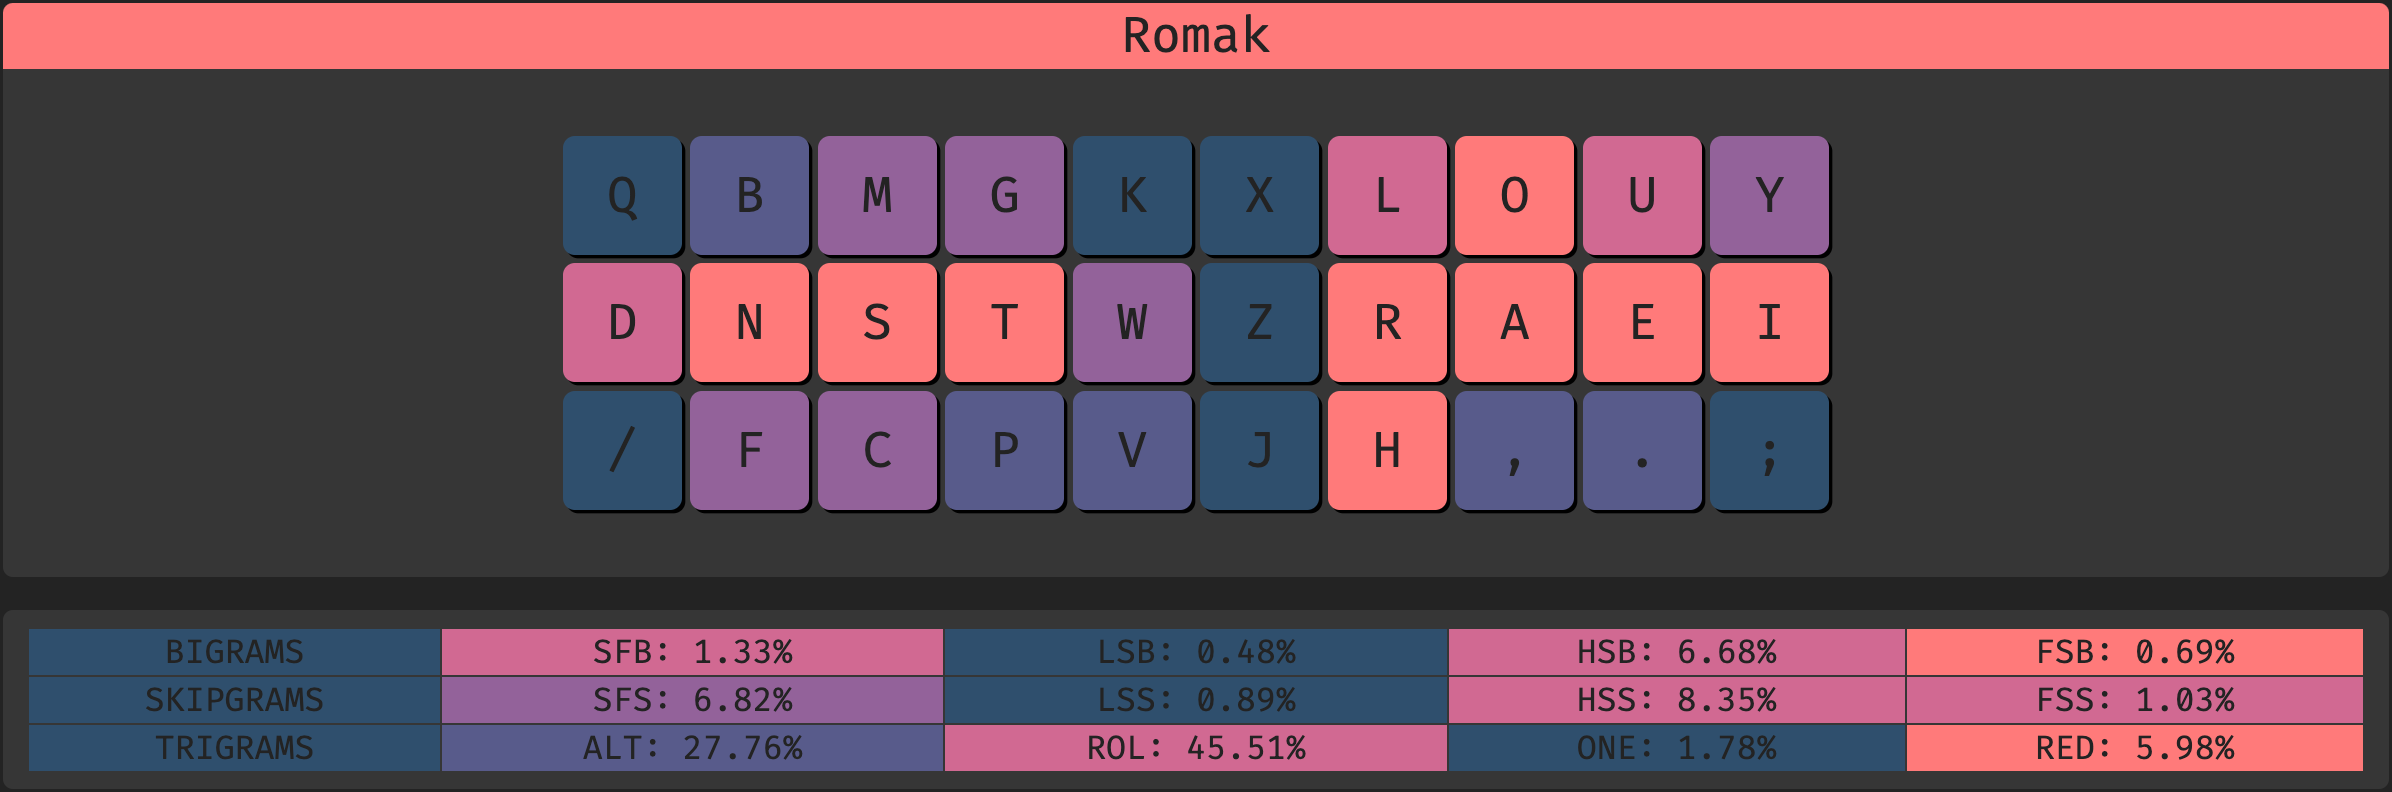 Romak
Q B M G K X L O U Y
D N S T W Z R A E I
/ F C P V J H , . ;
BIGRAMS SFB: 1.33% LSB: 0.48% HSB: 6.68% FSB: 0.69%
SKIPGRAMS SFS: 6.82% LSS: 0.89% HSS: 8.35% FSS: 1.03%
TRIGRAMS ALT: 27.76% ROL: 45.51% ONE: 1.78% RED: 5.98%